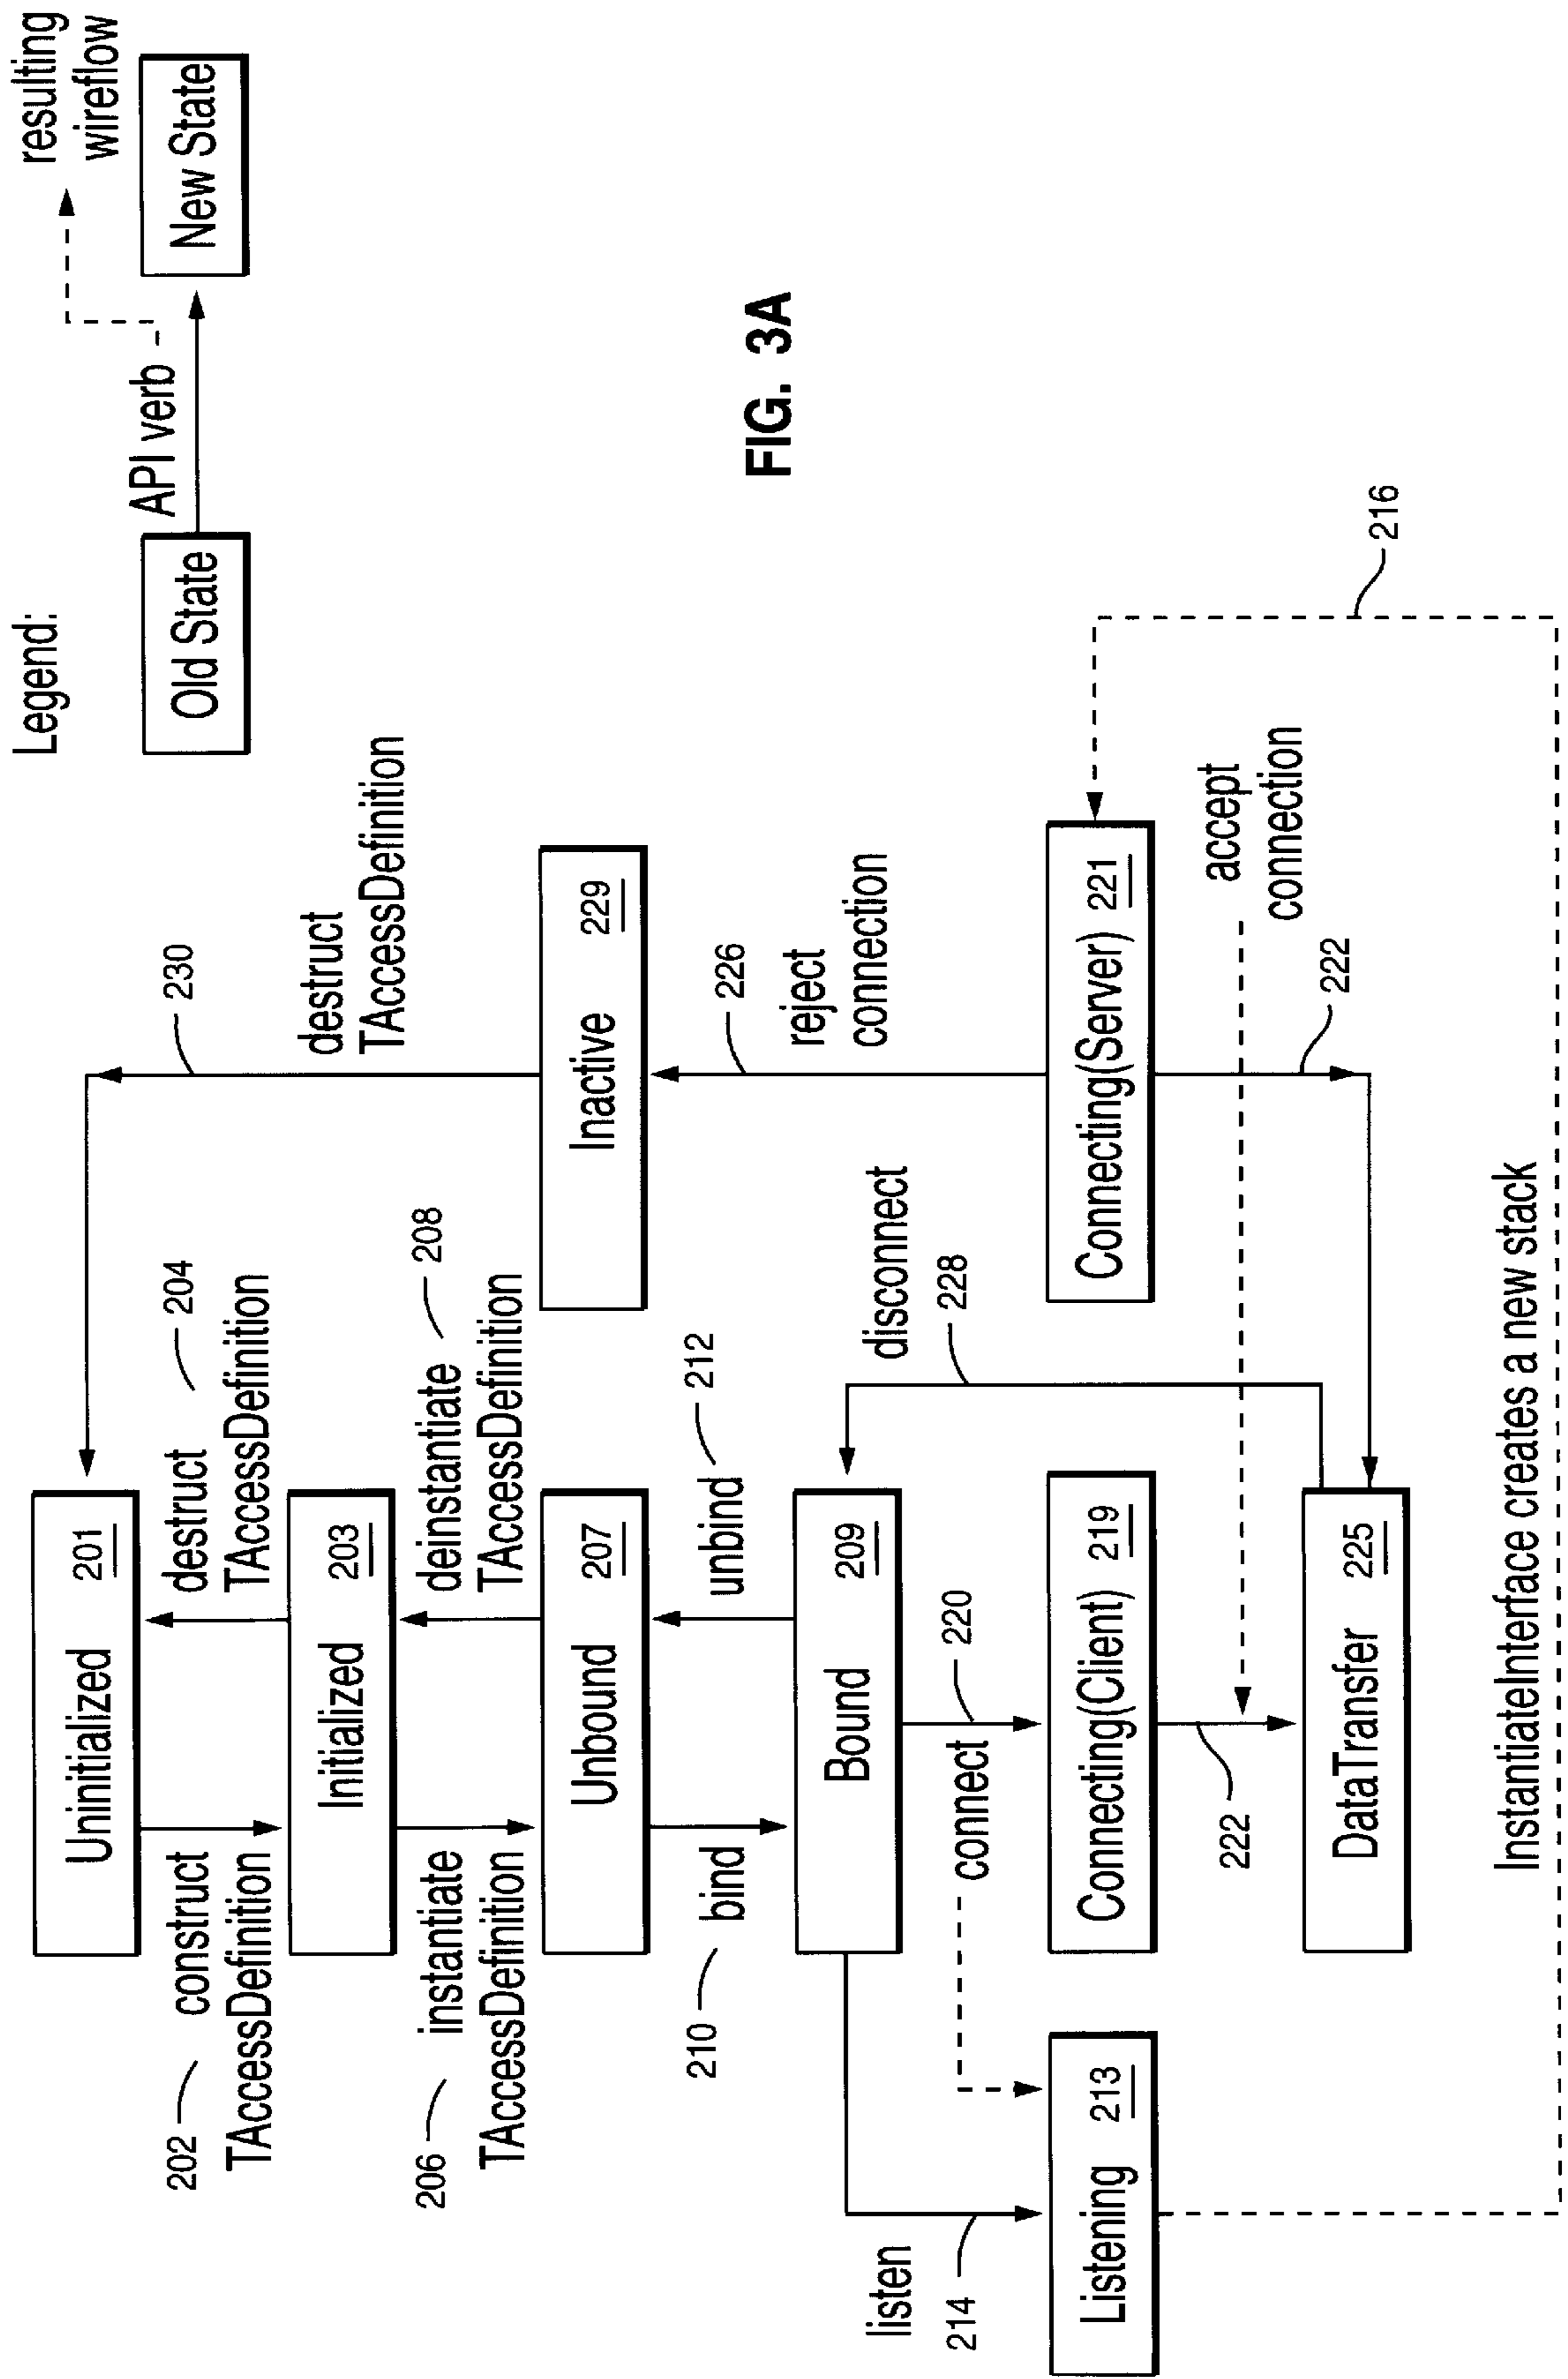 Legend:
Old State
API verb
New State
resulting
wireflow
FIG. 3A
Uninitialized 201
202
construct
TAccessDefinition
destruct
TAccessDefinition
204
230
destruct
TAccessDefinition
Initialized 203
206
instantiate
TAccessDefinition
deinstantiate
TAccessDefinition
208
Unbound 207
Inactive 229
210
bind
unbind
212
226
reject
connection
Bound 209
listen
214
connect
220
disconnect
228
Listening 213
Connecting(Client) 219
Connecting(Server) 221
222
accept
connection
222
216
DataTransfer 225
InstantiateInterface creates a new stack